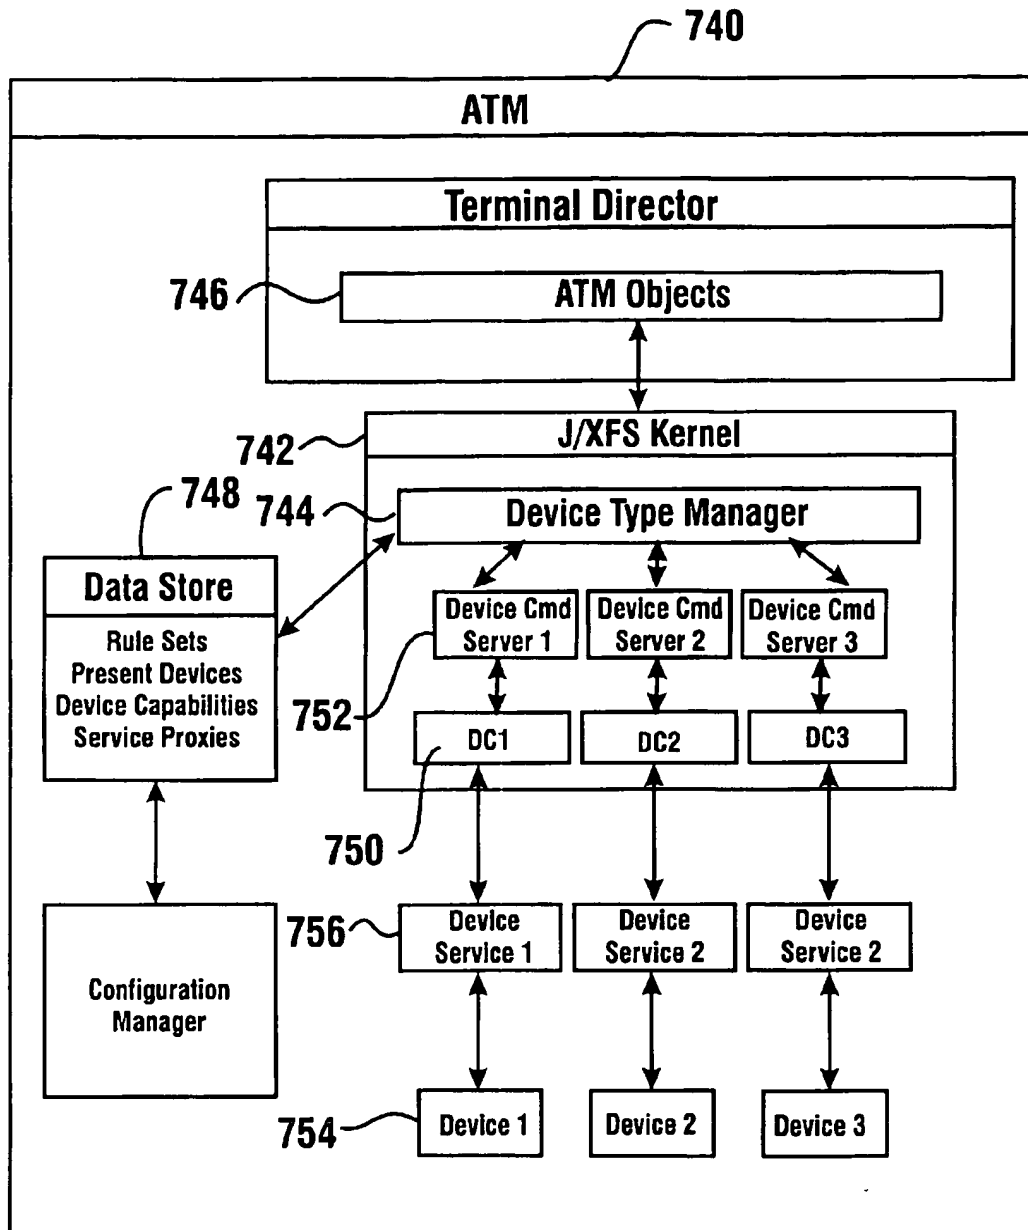 740
ATM
Terminal Director
746
ATM Objects
742
J/XFS Kernel
748
744
Device Type Manager
Data Store
Rule Sets
Present Devices
Device Capabilities
Service Proxies
752
Device Cmd
Server 1
Device Cmd
Server 2
Device Cmd
Server 3
DC1
DC2
DC3
750
756
Device
Service 1
Device
Service 2
Device
Service 2
Configuration
Manager
754
Device 1
Device 2
Device 3